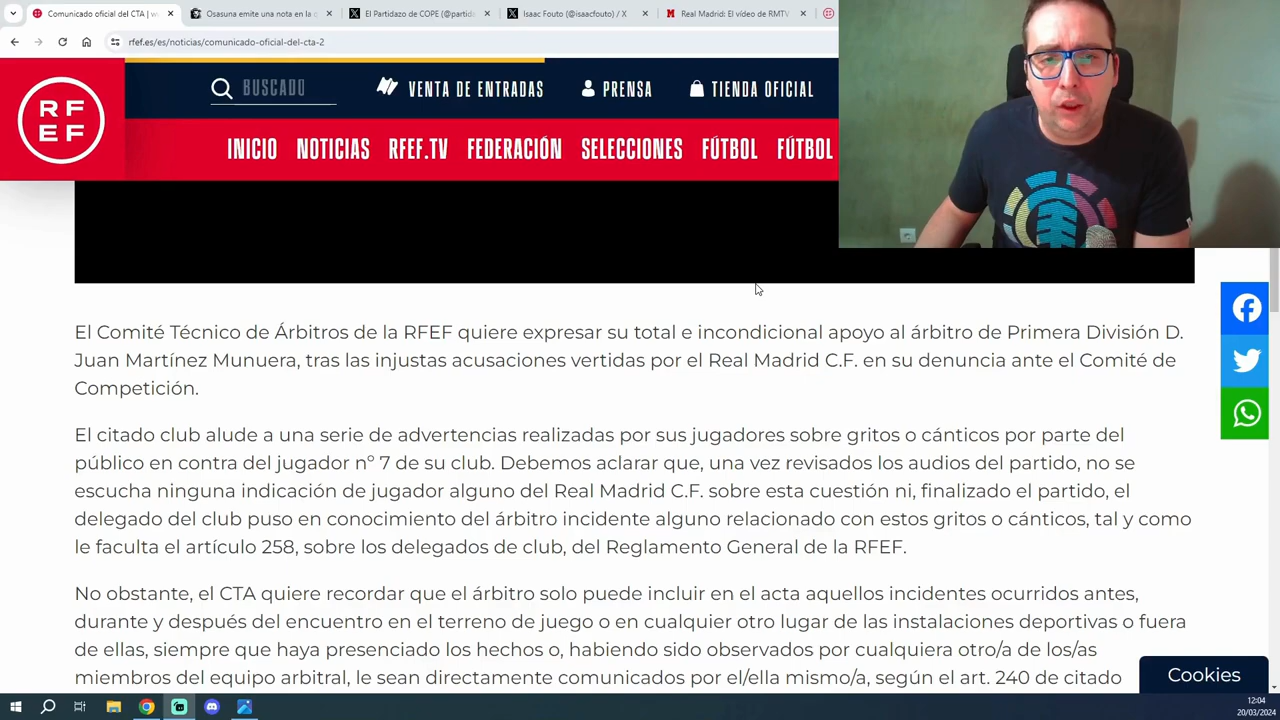 Comunicado oficial del CTA | w
Osasuna emite una nota en la o
El Partidazo de COPE (@partid
Isaac Fouto (@isaacfouto) / X
Real Madrid: El vídeo de RMTV
rfef.es/es/noticias/comunicado-oficial-del-cta-2
RF
EF
BUSCADO
VENTA DE ENTRADAS
PRENSA
TIENDA OFICIAL
INICIO NOTICIAS RFEF.TV FEDERACIÓN SELECCIONES FÚTBOL FÚTBOL
El Comité Técnico de Árbitros de la RFEF quiere expresar su total e incondicional apoyo al árbitro de Primera División D.
Juan Martínez Munuera, tras las injustas acusaciones vertidas por el Real Madrid C.F. en su denuncia ante el Comité de
Competición.
El citado club alude a una serie de advertencias realizadas por sus jugadores sobre gritos o cánticos por parte del
público en contra del jugador nº 7 de su club. Debemos aclarar que, una vez revisados los audios del partido, no se
escucha ninguna indicación de jugador alguno del Real Madrid C.F. sobre esta cuestión ni, finalizado el partido, el
delegado del club puso en conocimiento del árbitro incidente alguno relacionado con estos gritos o cánticos, tal y como
le faculta el artículo 258, sobre los delegados de club, del Reglamento General de la RFEF.
No obstante, el CTA quiere recordar que el árbitro solo puede incluir en el acta aquellos incidentes ocurridos antes,
durante y después del encuentro en el terreno de juego o en cualquier otro lugar de las instalaciones deportivas o fuera
de ellas, siempre que haya presenciado los hechos o, habiendo sido observados por cualquiera otro/a de los/as
miembros del equipo arbitral, le sean directamente comunicados por el/ella mismo/a, según el art. 240 de citado
Cookies
12:04
20/03/2024